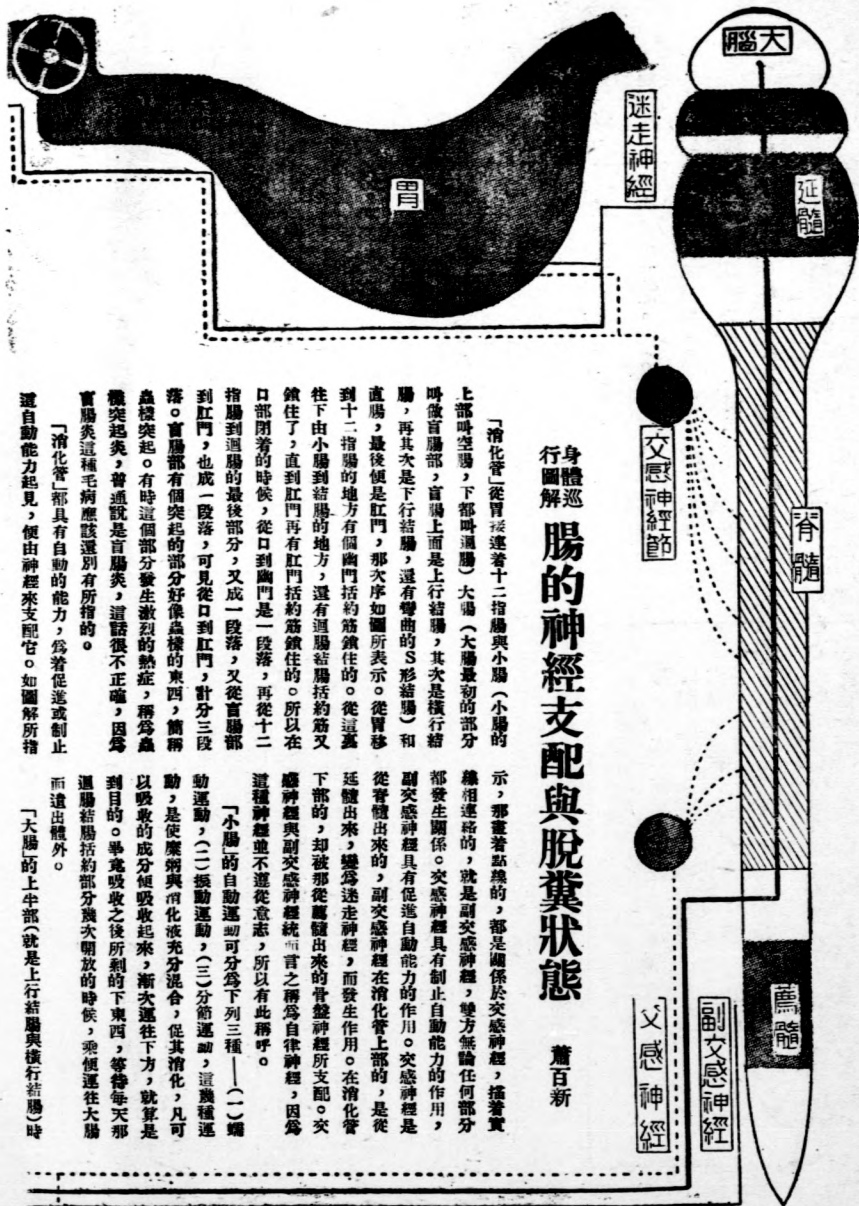 大腦
延髓
迷走神經
胃
脊髓
交感神經節
薦髓
副交感神經
交感神經
身體巡行圖解
腸的神經支配與脫糞狀態
蕭百新
「消化管」從胃接連着十二指腸與小腸（小腸的
上部叫空腸，下部叫迴腸）大腸（大腸最初的部分
叫做盲腸部，盲腸上面是上行結腸，其次是橫行結
腸，再其次是下行結腸，還有彎曲的S形結腸）和
直腸，最後便是肛門，那次序如圖所表示。從胃移
到十二指腸的地方有個幽門括約筋鎖住的。從這裏
往下由小腸到結腸的地方，還有迴腸結腸括約筋又
鎖住了，直到肛門再有肛門括約筋鎖住的。所以在
口部閉着的時候，從口到幽門是一段落，再從十二
指腸到迴腸的最後部分，又成一段落，又從盲腸部
到肛門，也成一段落，可見從口到肛門，計分三段
落。盲腸部有個突起的部分好像蟲樣的東西，簡稱
蟲樣突起。有時這個部分發生激烈的熱症，稱爲蟲
樣突起炎，普通說是盲腸炎，這話很不正確，因爲
盲腸炎這種毛病應該還別有所指的。
「消化管」都具有自動的能力，爲着促進或制止
這自動能力起見，便由神經來支配它。如圖解所指
示，那畫着點線的，都是關係於交感神經，描着實
線相連絡的，就是副交感神經，雙方無論任何部分
都發生關係。交感神經具有制止自動能力的作用，
副交感神經具有促進自動能力的作用。交感神經是
從脊髓出來的，副交感神經在消化管上部的，是從
延髓出來，變爲迷走神經，而發生作用。在消化管
下部的，却被那從薦髓出來的骨盤神經所支配。交
感神經與副交感神經統而言之稱爲自律神經，因爲
這種神經並不遵從意志，所以有此稱呼。
「小腸」的自動運動可分爲下列三種——（一）蠕
動運動，（二）振動運動，（三）分節運動，這幾種運
動，是使糜粥與消化液充分混合，促其消化，凡可
以吸收的成分便吸收起來，漸次運往下方，就算是
到目的。畢竟吸收之後所剩的下東西，等待每天那
迴腸結腸括約部分幾次開放的時候，乘便運往大腸
而遺出體外。
「大腸」的上半部（就是上行結腸與橫行結腸）時